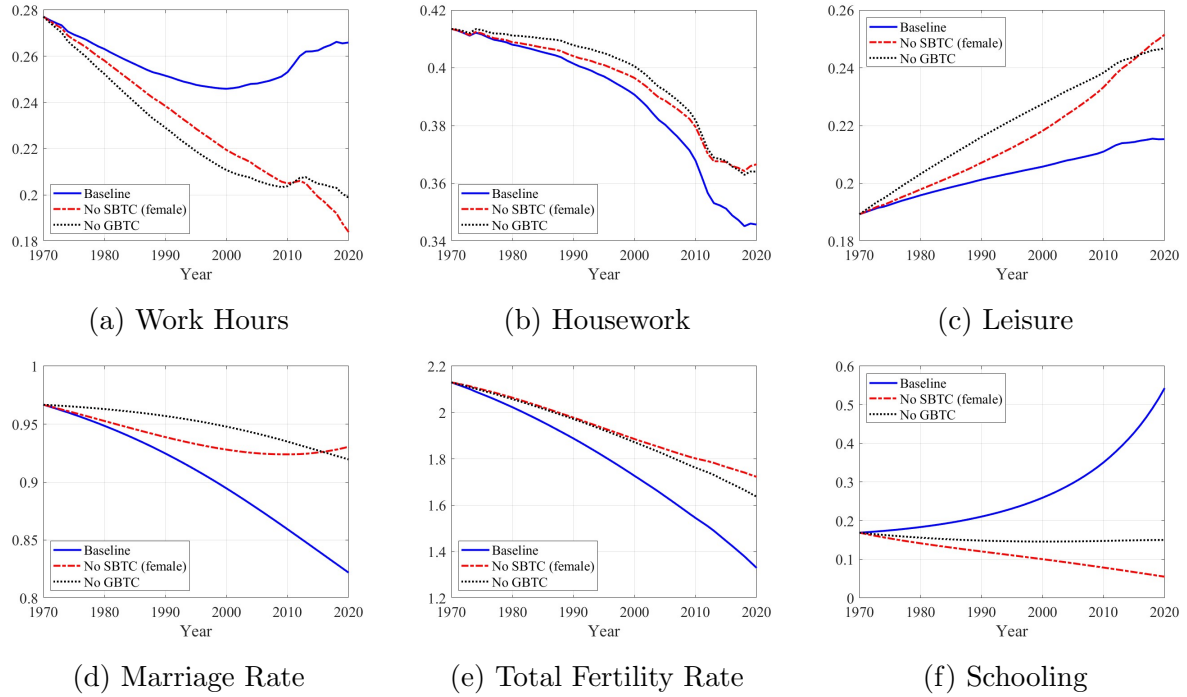 0.28
0.26
0.24
0.22
0.2
0.18
Baseline
No SBTC (female)
No GBTC
1970 1980 1990 2000 2010 2020
Year
(a) Work Hours
0.42
0.4
0.38
0.36
0.34
Baseline
No SBTC (female)
No GBTC
1970 1980 1990 2000 2010 2020
Year
(b) Housework
0.26
0.24
0.22
0.2
0.18
Baseline
No SBTC (female)
No GBTC
1970 1980 1990 2000 2010 2020
Year
(c) Leisure
1
0.95
0.9
0.85
0.8
Baseline
No SBTC (female)
No GBTC
1970 1980 1990 2000 2010 2020
Year
(d) Marriage Rate
2.2
2
1.8
1.6
1.4
1.2
Baseline
No SBTC (female)
No GBTC
1970 1980 1990 2000 2010 2020
Year
(e) Total Fertility Rate
0.6
0.5
0.4
0.3
0.2
0.1
0
Baseline
No SBTC (female)
No GBTC
1970 1980 1990 2000 2010 2020
Year
(f) Schooling